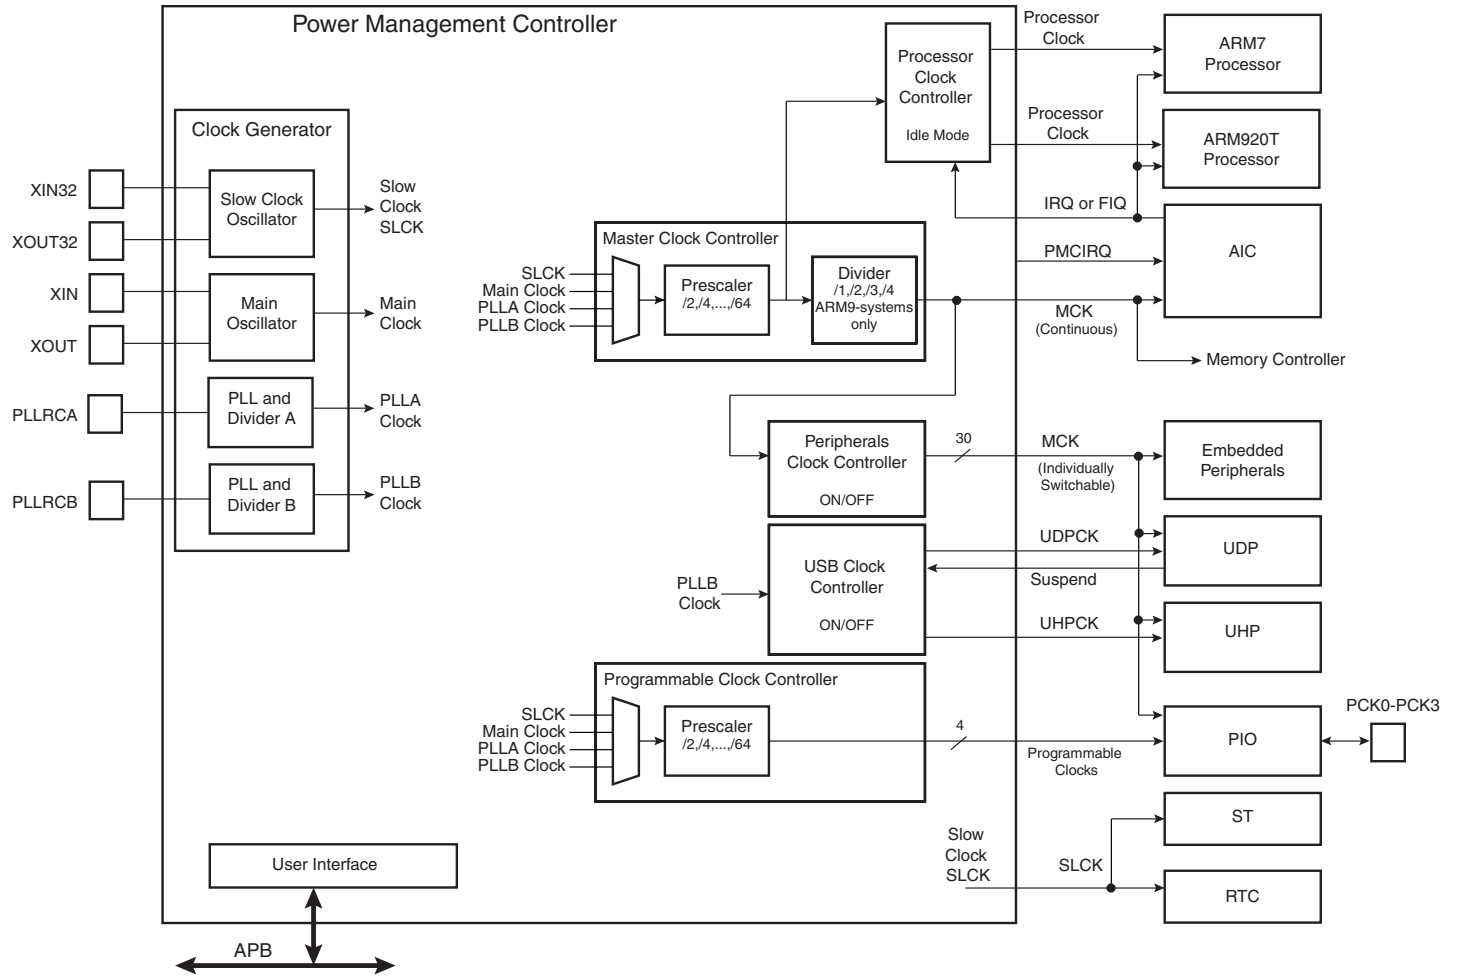 Power Management Controller
Clock Generator
XIN32
XOUT32
Slow Clock
Oscillator
Slow
Clock
SLCK
XIN
XOUT
Main
Oscillator
Main
Clock
PLLRCA
PLL and
Divider A
PLLA
Clock
PLLRCB
PLL and
Divider B
PLLB
Clock
Processor
Clock
Controller
Idle Mode
Processor
Clock
ARM7
Processor
Processor
Clock
ARM920T
Processor
IRQ or FIQ
PMCIRQ
AIC
MCK
(Continuous)
Memory Controller
Master Clock Controller
SLCK
Main Clock
PLLA Clock
PLLB Clock
Prescaler
/2,/4,...,/64
Divider
/1,/2,/3,/4
ARM9-systems
only
Peripherals
Clock Controller
ON/OFF
30
MCK
(Individually
Switchable)
Embedded
Peripherals
PLLB
Clock
USB Clock
Controller
ON/OFF
UDPCK
Suspend
UDP
UHPCK
UHP
Programmable Clock Controller
SLCK
Main Clock
PLLA Clock
PLLB Clock
Prescaler
/2,/4,...,/64
4
Programmable
Clocks
PIO
PCK0-PCK3
Slow
Clock
SLCK
SLCK
ST
RTC
User Interface
APB